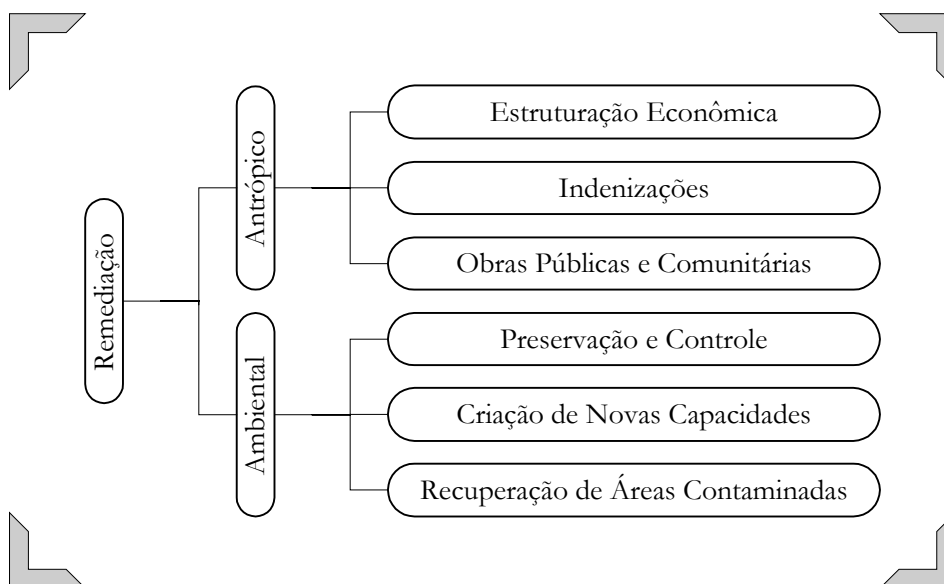 Remediação
Antrópico
Estruturação Econômica
Indenizações
Obras Públicas e Comunitárias
Ambiental
Preservação e Controle
Criação de Novas Capacidades
Recuperação de Áreas Contaminadas